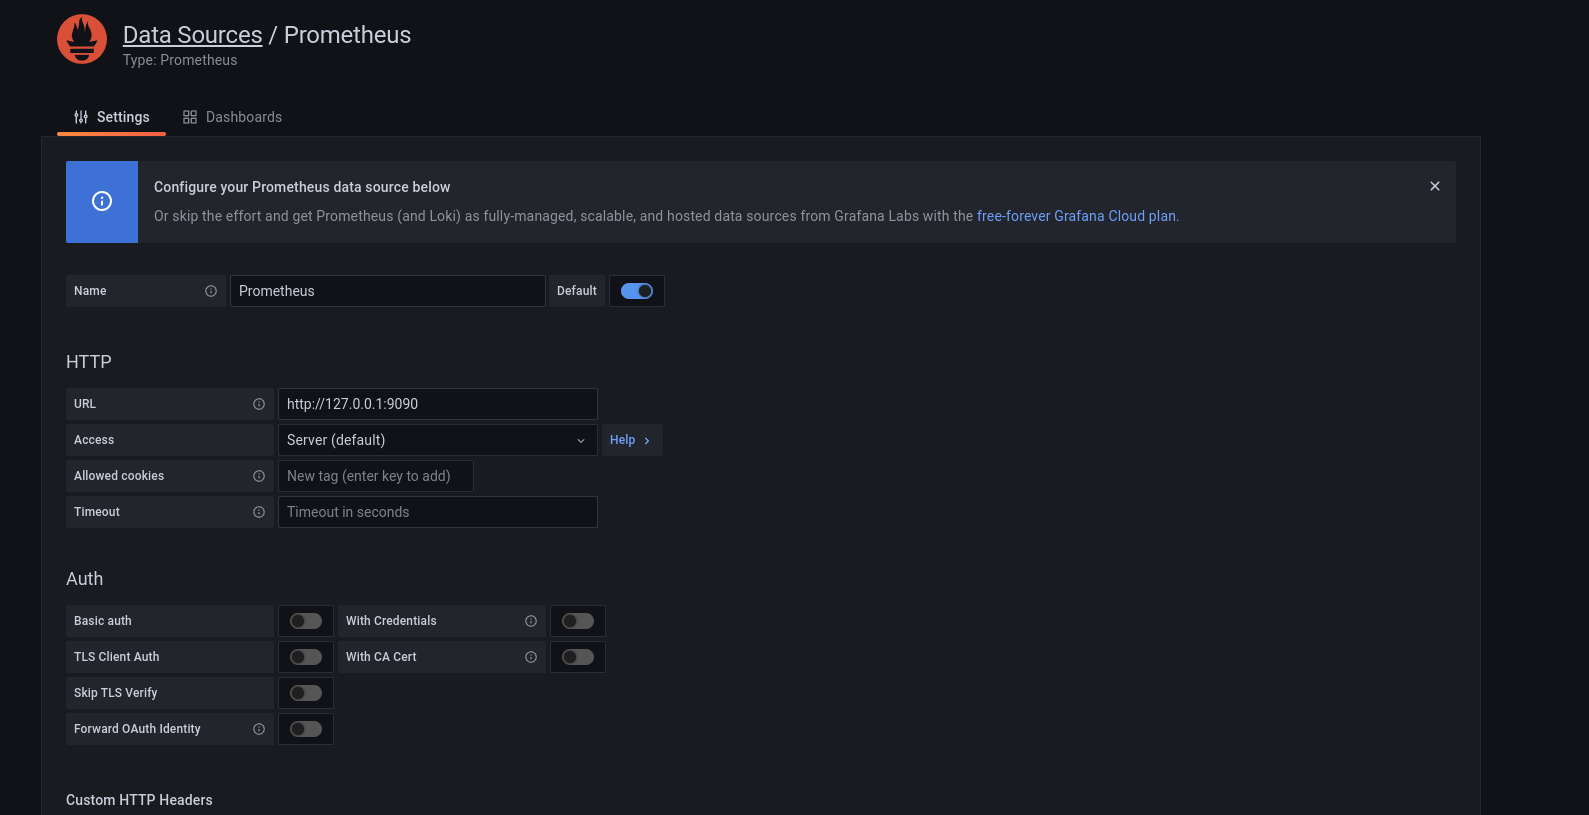 Data Sources / Prometheus
Type: Prometheus
Settings
Dashboards
Configure your Prometheus data source below
Or skip the effort and get Prometheus (and Loki) as fully-managed, scalable, and hosted data sources from Grafana Labs with the free-forever Grafana Cloud plan.
Name
Prometheus
Default
HTTP
URL
http://127.0.0.1:9090
Access
Server (default)
Help
Allowed cookies
New tag (enter key to add)
Timeout
Timeout in seconds
Auth
Basic auth
With Credentials
TLS Client Auth
With CA Cert
Skip TLS Verify
Forward OAuth Identity
Custom HTTP Headers